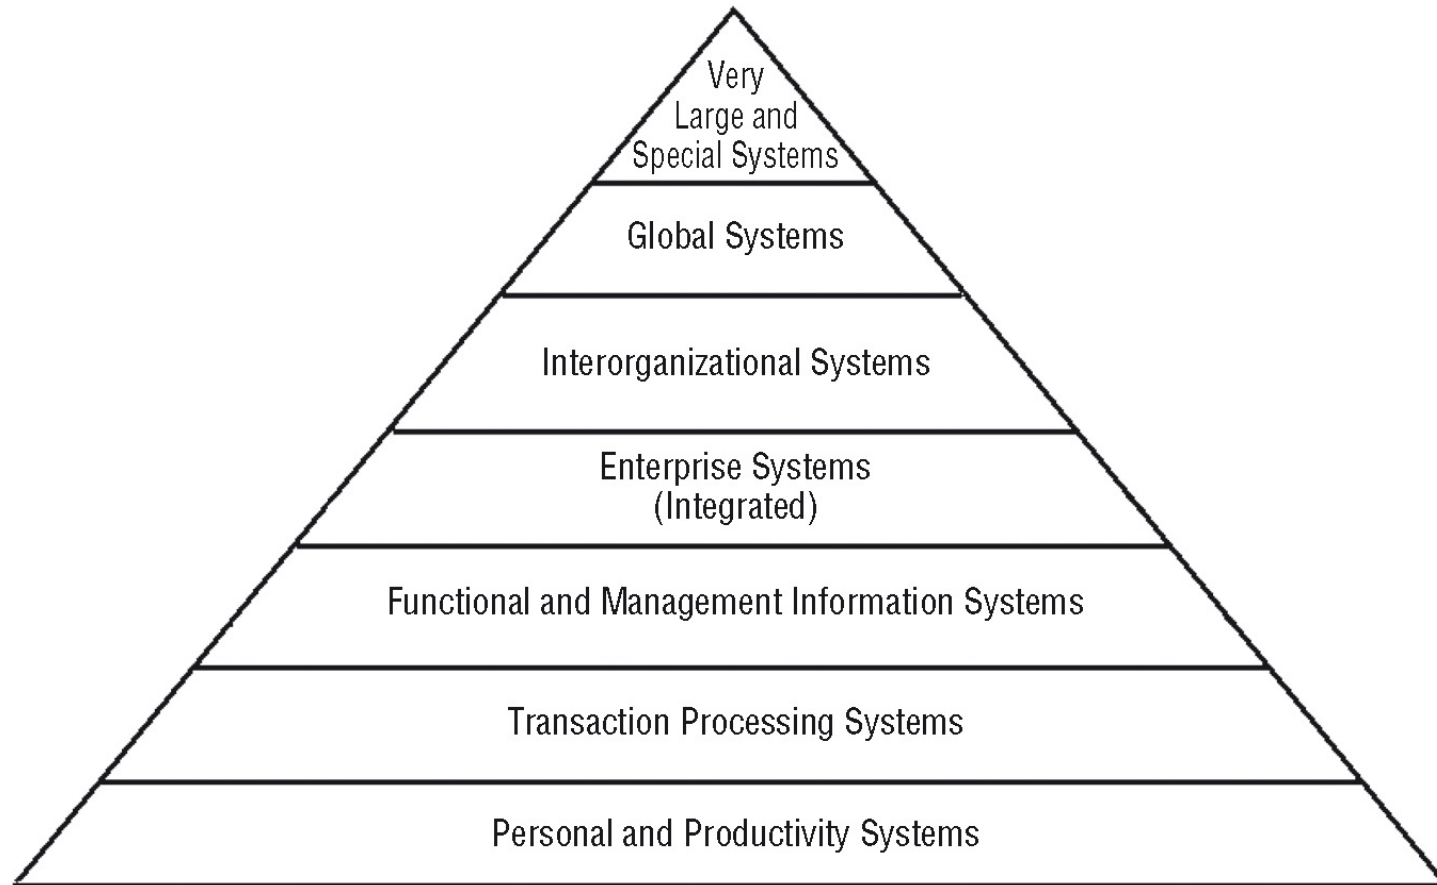 Very
Large and
Special Systems
Global Systems
Interorganizational Systems
Enterprise Systems
(Integrated)
Functional and Management Information Systems
Transaction Processing Systems
Personal and Productivity Systems